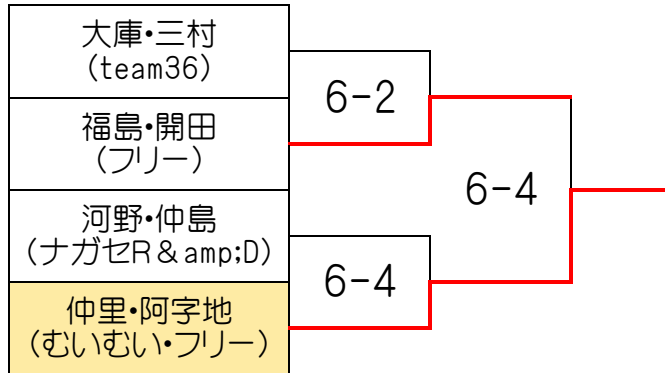 大庫・三村
(team36)
6-2
福島・開田
(フリー)
6-4
河野・仲島
(ナガセR＆amp;D)
6-4
仲里・阿字地
(むいむい・フリー)